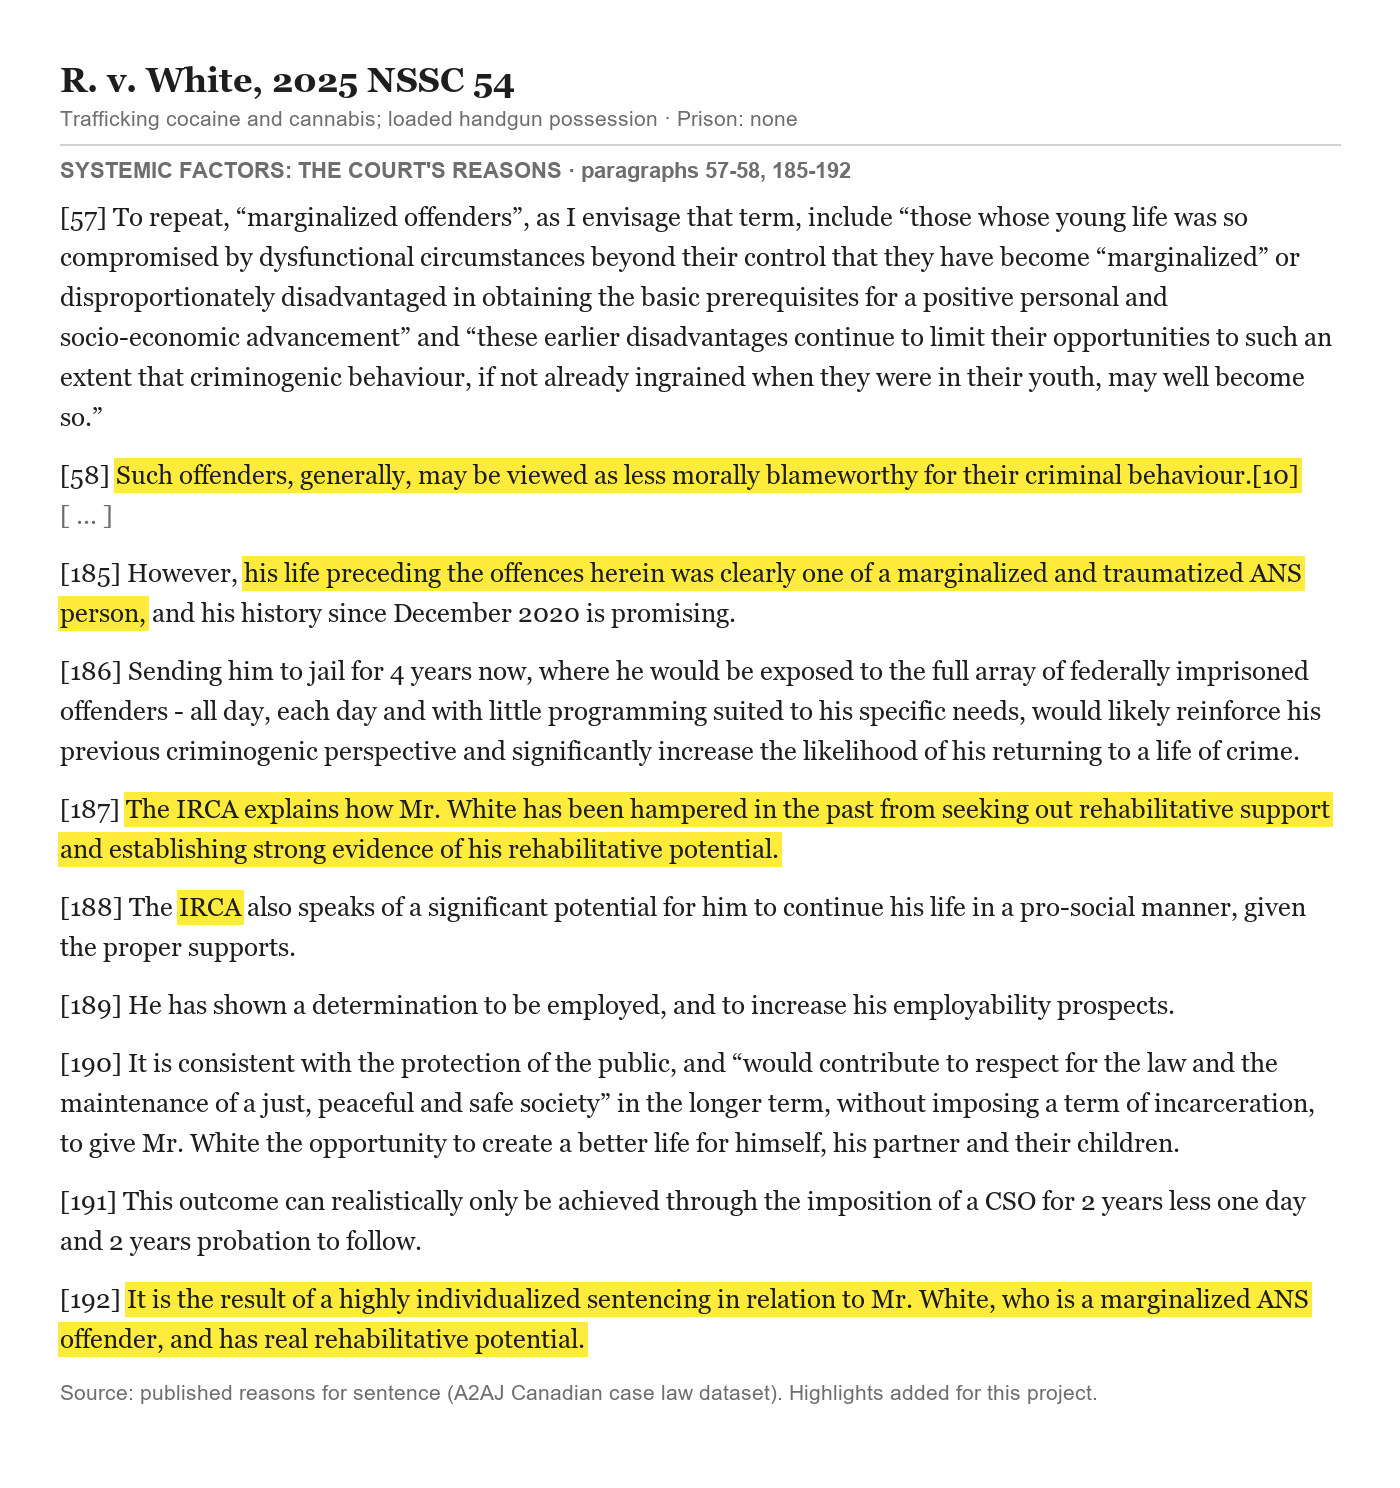 R. v. White, 2025 NSSC 54
Trafficking cocaine and cannabis; loaded handgun possession · Prison: none
SYSTEMIC FACTORS: THE COURT'S REASONS · paragraphs 57-58, 185-192
[57] To repeat, “marginalized offenders”, as I envisage that term, include “those whose young life was so
compromised by dysfunctional circumstances beyond their control that they have become “marginalized” or
disproportionately disadvantaged in obtaining the basic prerequisites for a positive personal and
socio-economic advancement” and “these earlier disadvantages continue to limit their opportunities to such an
extent that criminogenic behaviour, if not already ingrained when they were in their youth, may well become
so.”
[58] Such offenders, generally, may be viewed as less morally blameworthy for their criminal behaviour.[10]
[ ... ]
[185] However, his life preceding the offences herein was clearly one of a marginalized and traumatized ANS
person, and his history since December 2020 is promising.
[186] Sending him to jail for 4 years now, where he would be exposed to the full array of federally imprisoned
offenders - all day, each day and with little programming suited to his specific needs, would likely reinforce his
previous criminogenic perspective and significantly increase the likelihood of his returning to a life of crime.
[187] The IRCA explains how Mr. White has been hampered in the past from seeking out rehabilitative support
and establishing strong evidence of his rehabilitative potential.
[188] The IRCA also speaks of a significant potential for him to continue his life in a pro-social manner, given
the proper supports.
[189] He has shown a determination to be employed, and to increase his employability prospects.
[190] It is consistent with the protection of the public, and “would contribute to respect for the law and the
maintenance of a just, peaceful and safe society” in the longer term, without imposing a term of incarceration,
to give Mr. White the opportunity to create a better life for himself, his partner and their children.
[191] This outcome can realistically only be achieved through the imposition of a CSO for 2 years less one day
and 2 years probation to follow.
[192] It is the result of a highly individualized sentencing in relation to Mr. White, who is a marginalized ANS
offender, and has real rehabilitative potential.
Source: published reasons for sentence (A2AJ Canadian case law dataset). Highlights added for this project.